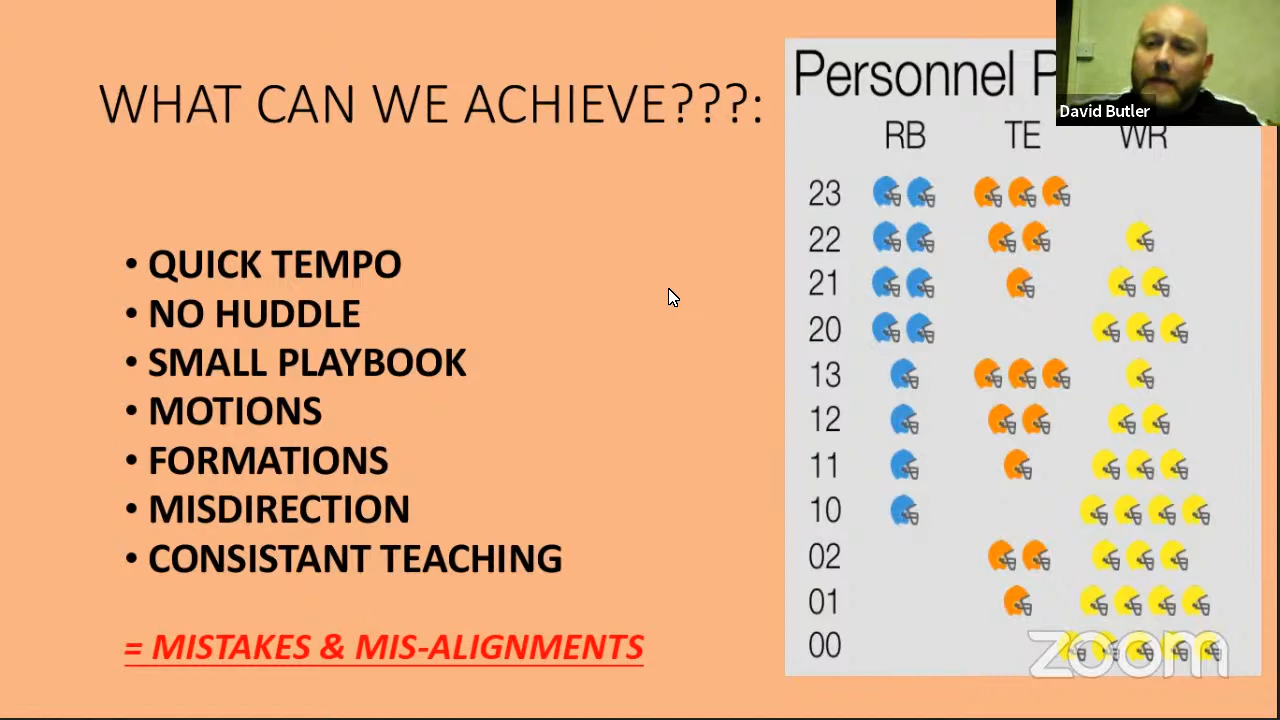 WHAT CAN WE ACHIEVE???:
• QUICK TEMPO
• NO HUDDLE
• SMALL PLAYBOOK
• MOTIONS
• FORMATIONS
• MISDIRECTION
• CONSISTANT TEACHING
= MISTAKES & MIS-ALIGNMENTS
Personnel P
David Butler
RB TE WR
23
22
21
20
13
12
11
10
02
01
00
zoom